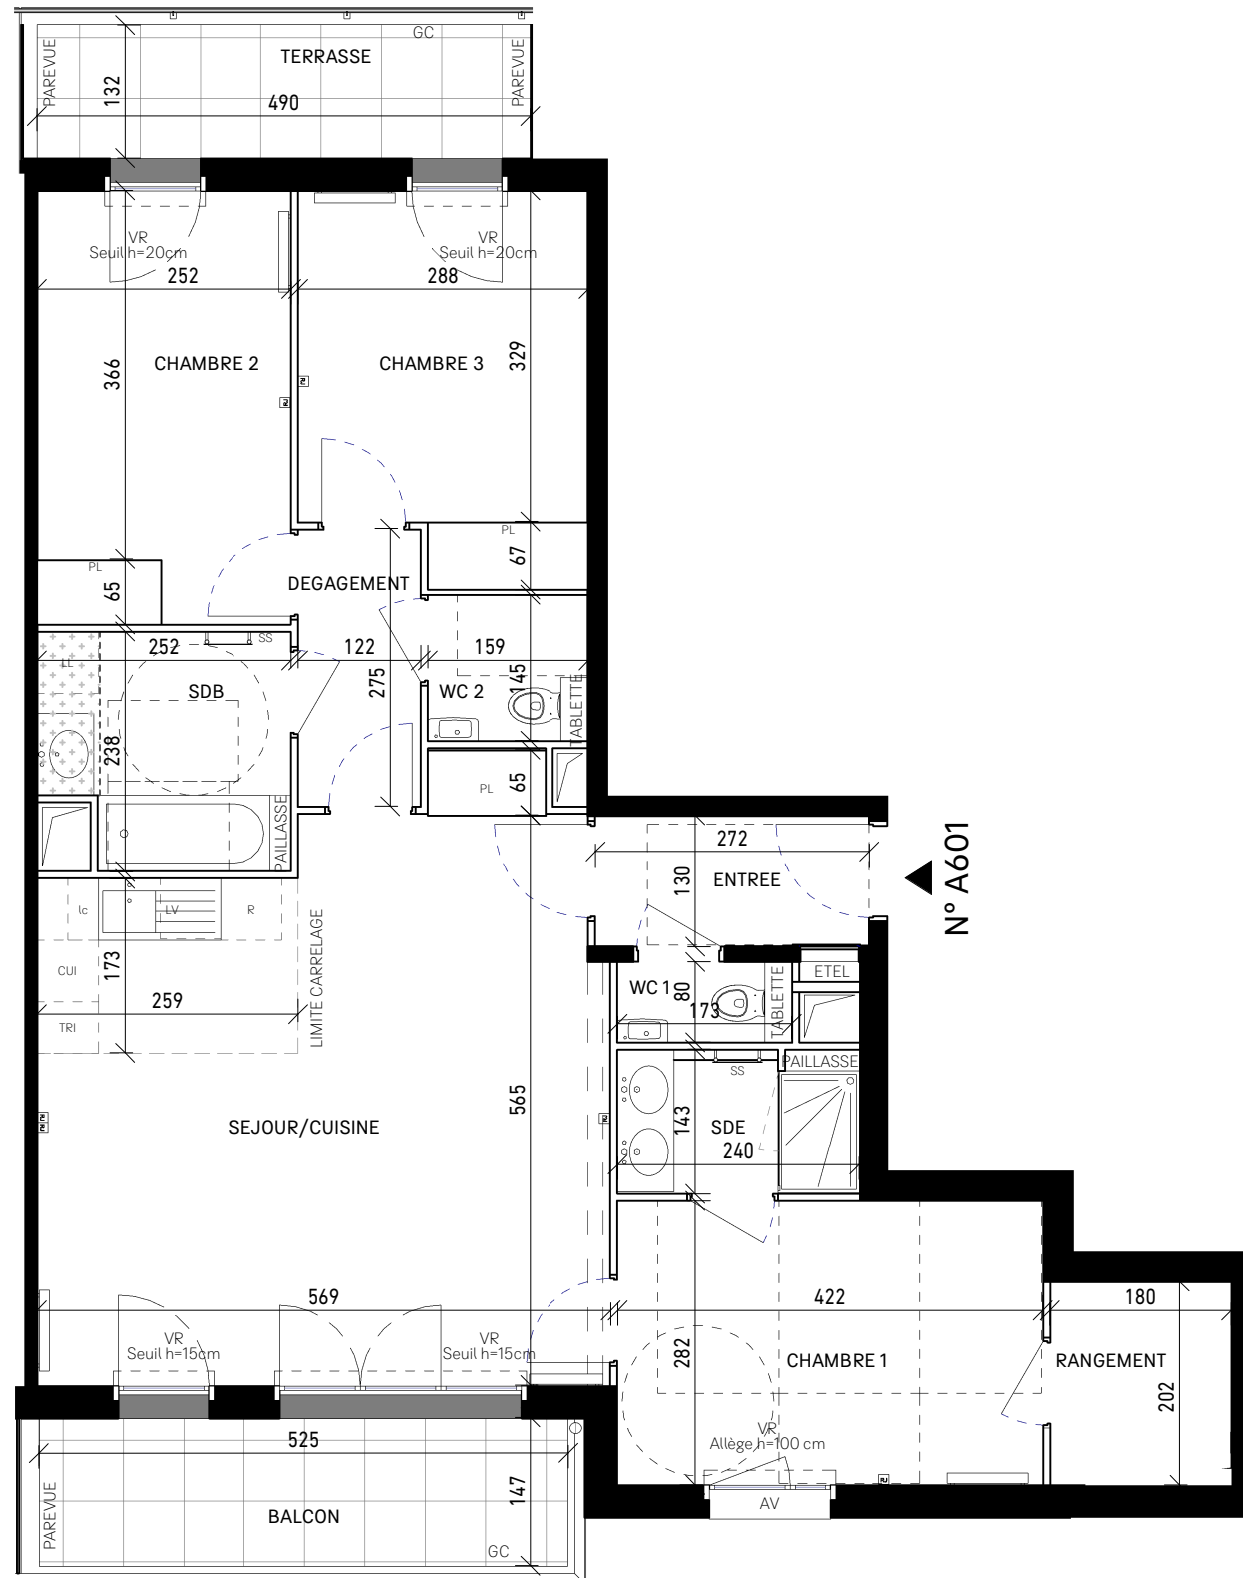 GC
TERRASSE
PAREVUE
PAREVUE
132
490
VR
Seuil h=20cm
VR
Seuil h=20cm
252
288
366
329
CHAMBRE 2
CHAMBRE 3
PL
67
PL
65
DEGAGEMENT
252
SS
122
159
LL
SDB
275
WC 2
145
TABLETTE
238
PL
65
PAILLASSE
272
130
ENTREE
N° A601
lc
LV
R
CUI
173
259
TRI
LIMITE CARRELAGE
WC 1
80
173
TABLETTE
ETEL
SS
PAILLASSE
565
SEJOUR/CUISINE
143
SDE
240
569
422
180
VR
Seuil h=15cm
VR
Seuil h=15cm
282
CHAMBRE 1
RANGEMENT
202
VR
Allège h=100 cm
525
147
PAREVUE
BALCON
GC
AV